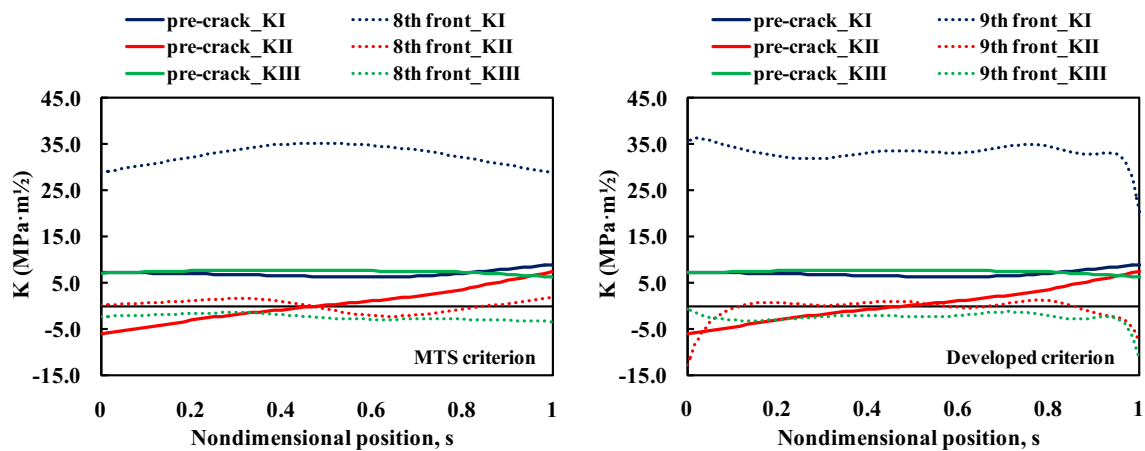 pre-crack_KI 8th front_KI
pre-crack_KII 8th front_KII
pre-crack_KIII 8th front_KIII
45.0
35.0
25.0
15.0
5.0
-5.0
-15.0
K (MPa·m½)
MTS criterion
0 0.2 0.4 0.6 0.8 1
Nondimensional position, s
pre-crack_KI 9th front_KI
pre-crack_KII 9th front_KII
pre-crack_KIII 9th front_KIII
45.0
35.0
25.0
15.0
5.0
-5.0
-15.0
K (MPa·m½)
Developed criterion
0 0.2 0.4 0.6 0.8 1
Nondimensional position, s